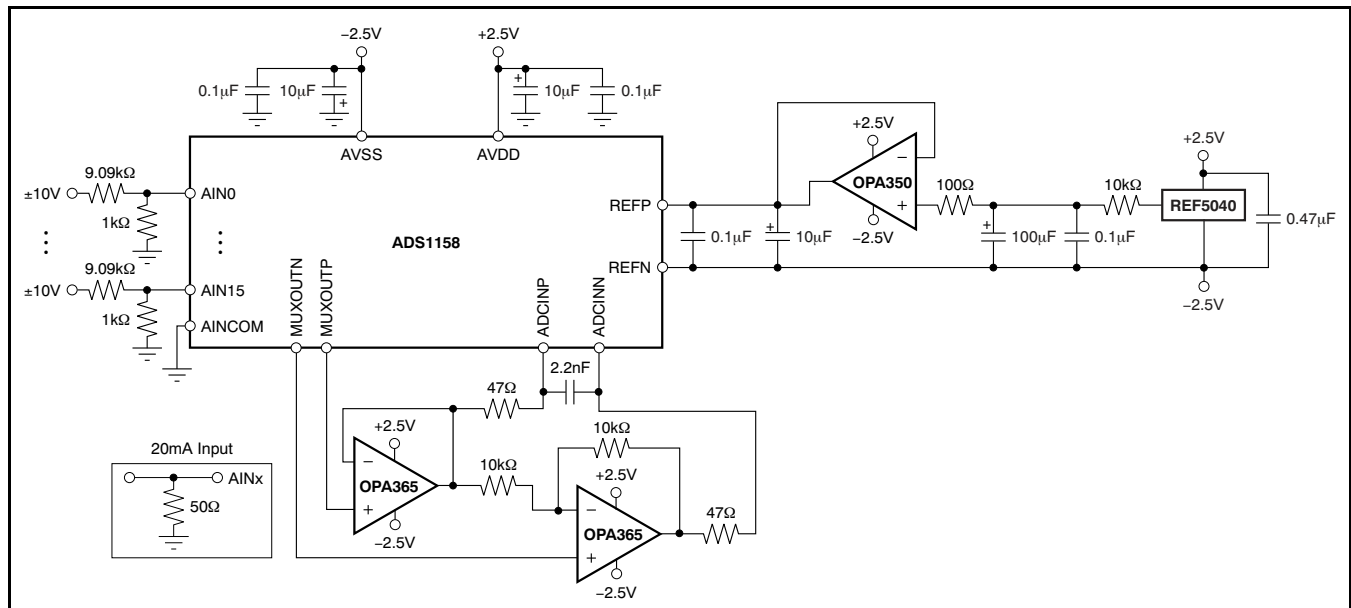 −2.5V
+2.5V
0.1μF
10μF
+
+
10μF
0.1μF
AVSS
AVDD
±10V
9.09kΩ
AIN0
1kΩ
±10V
9.09kΩ
AIN15
1kΩ
AINCOM
ADS1158
MUXOUTN
MUXOUTP
ADCINP
ADCINN
REFP
REFN
0.1μF
+
10μF
+2.5V
−
OPA350
+
−2.5V
100Ω
+
100μF
0.1μF
10kΩ
+2.5V
REF5040
0.47μF
−2.5V
2.2nF
47Ω
+2.5V
−
OPA365
+
−2.5V
10kΩ
10kΩ
+2.5V
−
OPA365
+
−2.5V
47Ω
20mA Input
AINx
50Ω